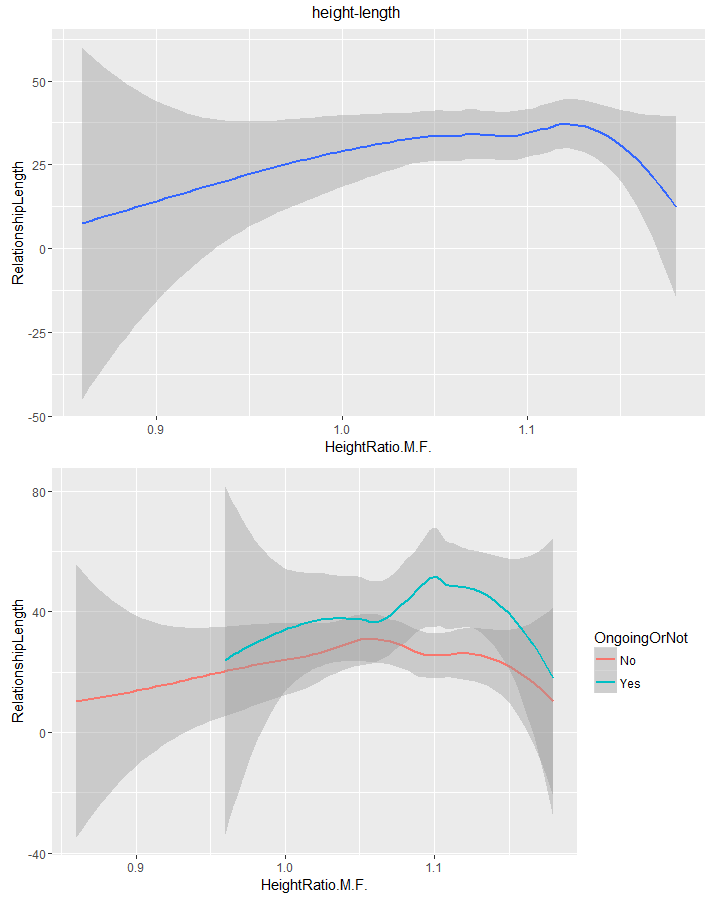 height-length
50
25
0
-25
-50
RelationshipLength
0.9 1.0 1.1
HeightRatio.M.F.
80
40
0
-40
RelationshipLength
0.9 1.0 1.1
HeightRatio.M.F.
OngoingOrNot
No
Yes